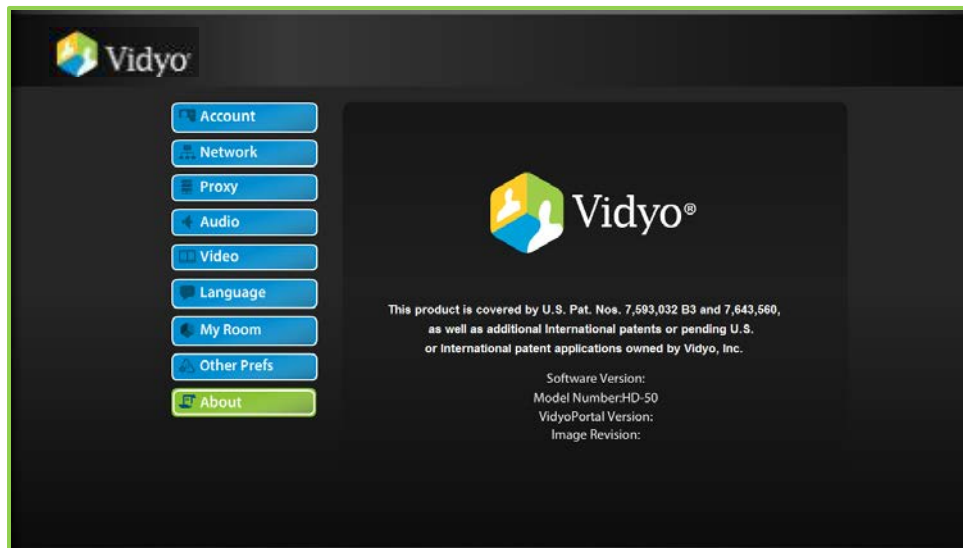 Vidyo®
Account
Network
Proxy
Audio
Video
Language
My Room
Other Prefs
About
Vidyo®
This product is covered by U.S. Pat. Nos. 7,593,032 B3 and 7,643,560,
as well as additional International patents or pending U.S.
or International patent applications owned by Vidyo, Inc.
Software Version:
Model Number:HD-50
VidyoPortal Version:
Image Revision: